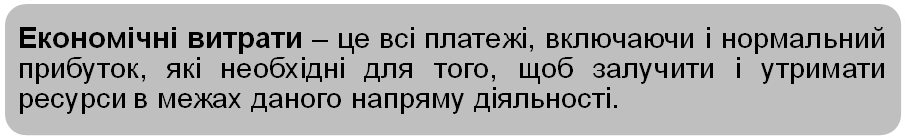 Економічні витрати – це всі платежі, включаючи і нормальний
прибуток, які необхідні для того, щоб залучити і утримати
ресурси в межах даного напряму діяльності.